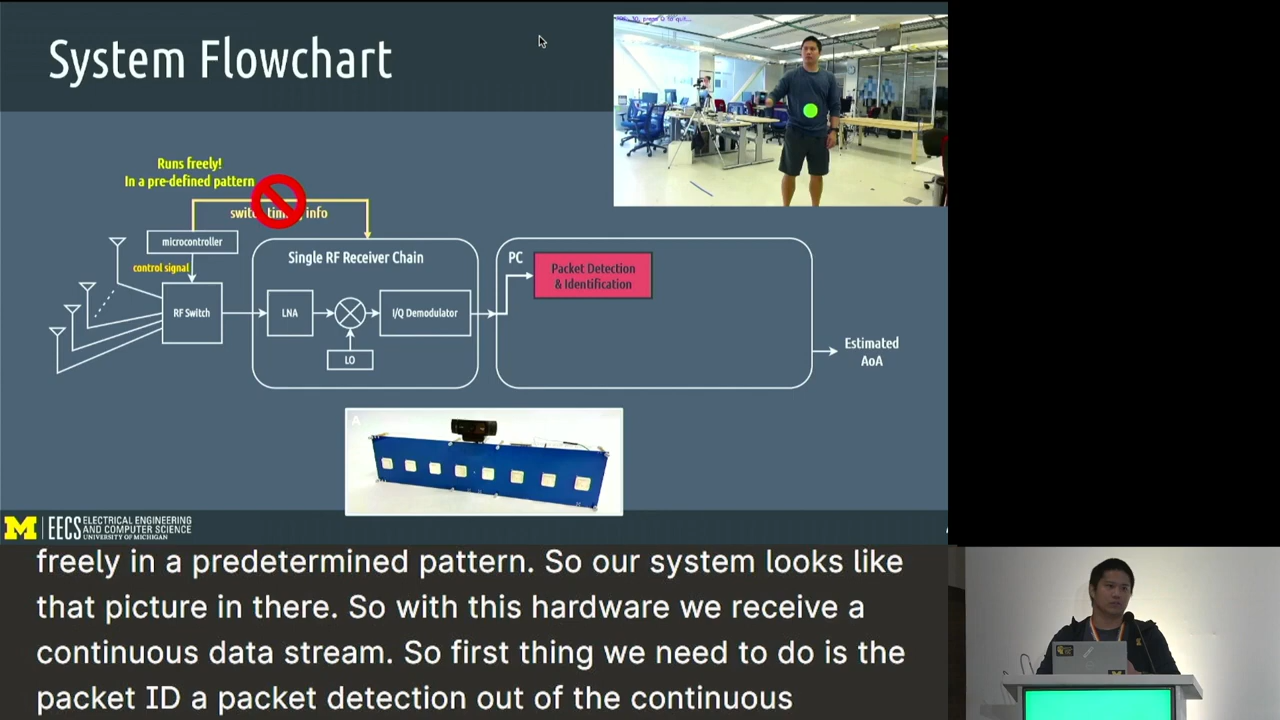 System Flowchart
Runs freely!
In a pre-defined pattern
info
microcontroller
control signal
RF Switch
Single RF Receiver Chain
LNA
I/Q Demodulator
LO
PC
Packet Detection
& Identification
Estimated
AoA
A
M
EECS
ELECTRICAL ENGINEERING
AND COMPUTER SCIENCE
UNIVERSITY OF MICHIGAN
freely in a predetermined pattern. So our system looks like
that picture in there. So with this hardware we receive a
continuous data stream. So first thing we need to do is the
packet ID a packet detection out of the continuous